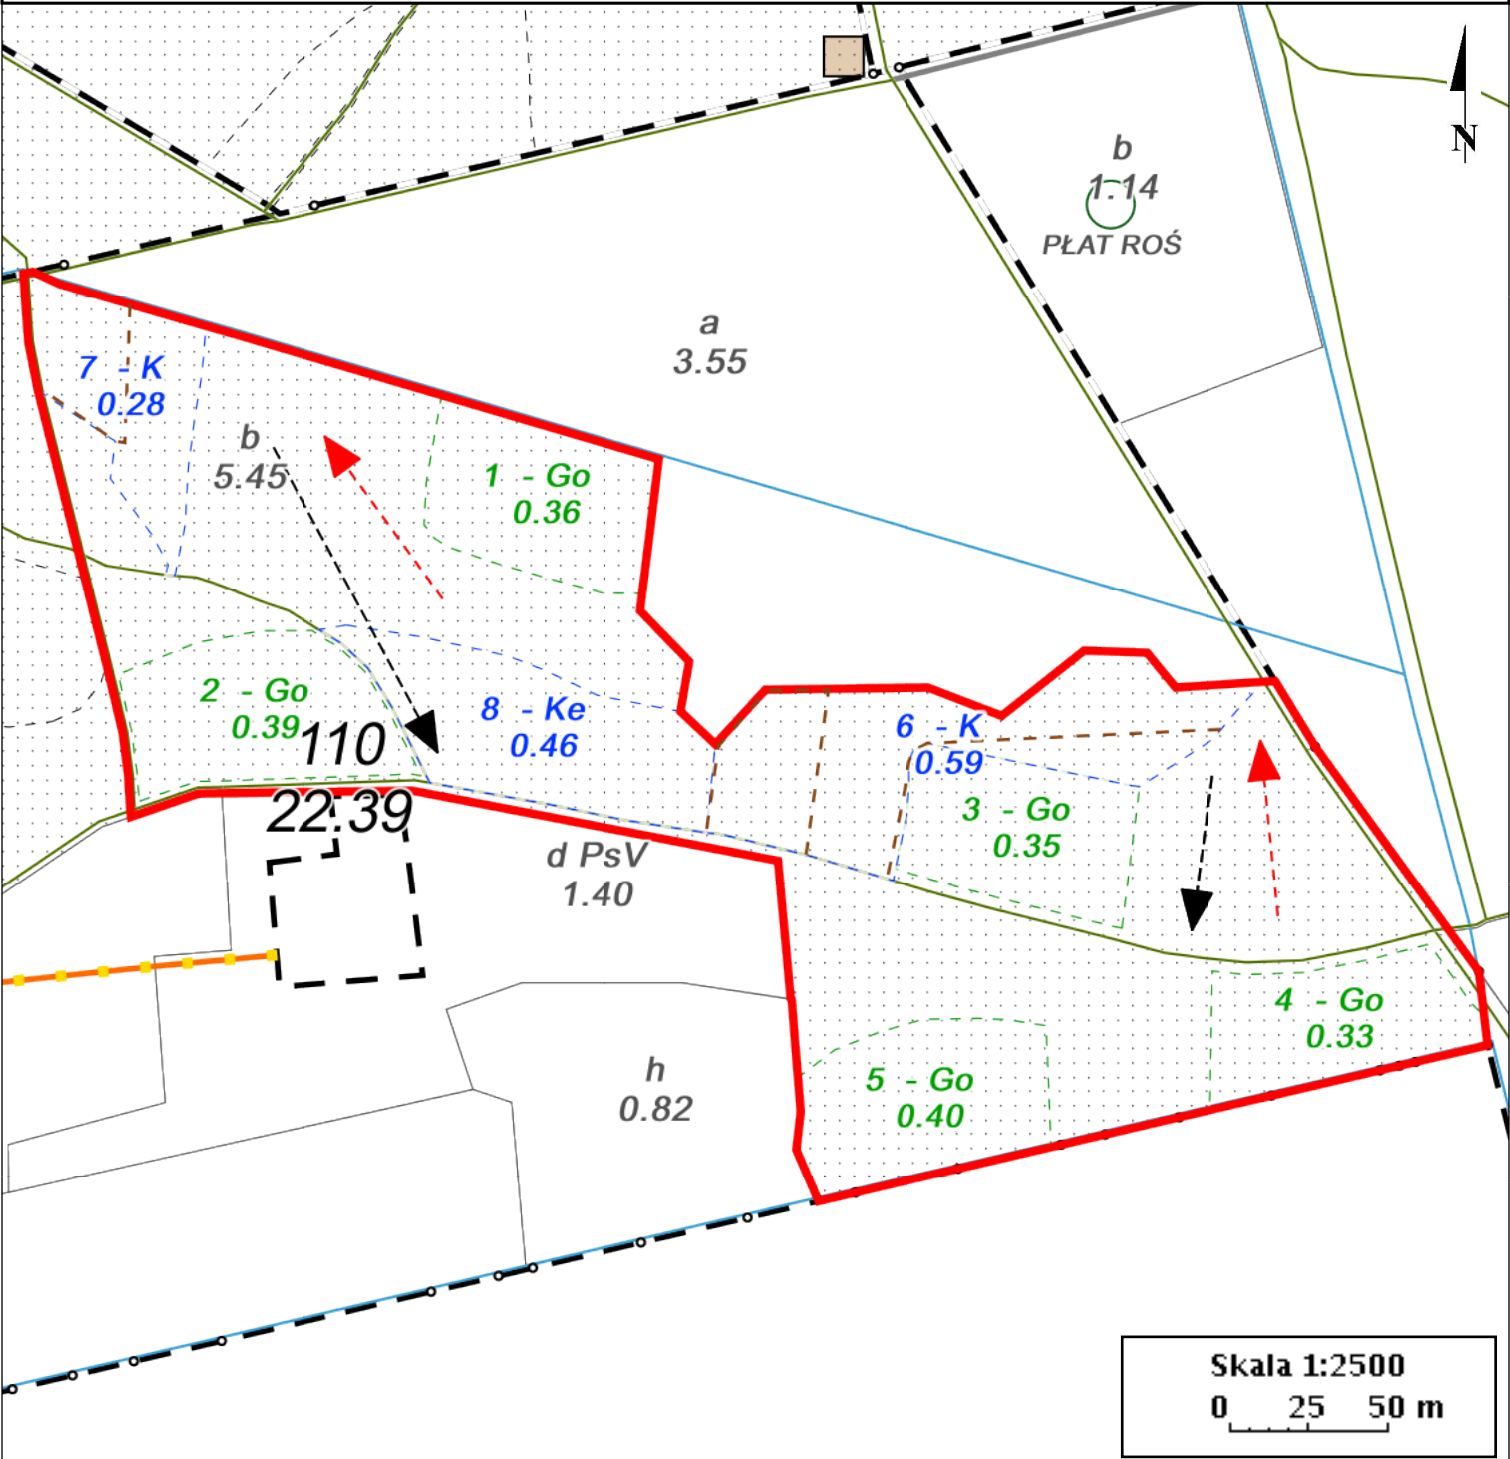 N
b
1.14
PŁAT ROŚ
a
3.55
7 - K
0.28
b
5.45
1 - Go
0.36
2 - Go
0.39
8 - Ke
0.46
6 - K
0.59
110
22.39
3 - Go
0.35
d PsV
1.40
4 - Go
0.33
5 - Go
0.40
h
0.82
Skala 1:2500
0 25 50 m